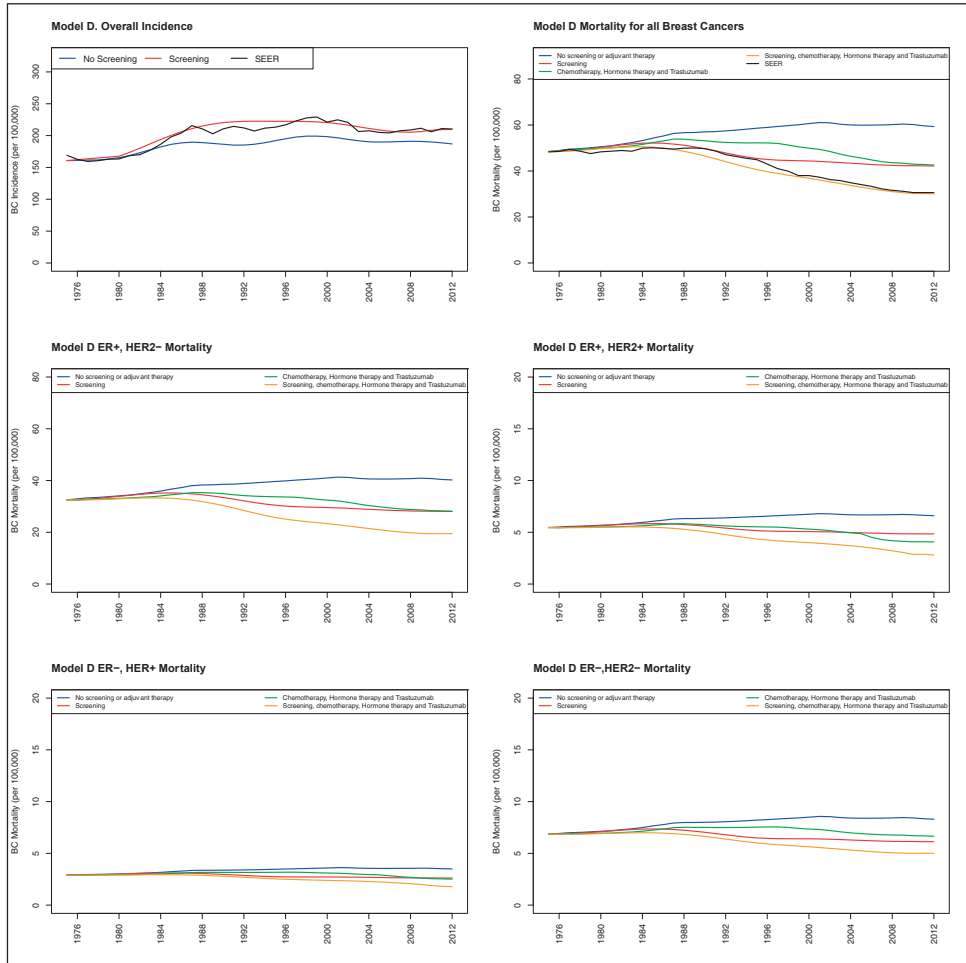 Model D. Overall Incidence
No Screening
Screening
SEER
BC Incidence (per 100,000)
0
50
100
150
200
250
300
1976
1980
1984
1988
1992
1996
2000
2004
2008
2012
Model D Mortality for all Breast Cancers
No screening or adjuvant therapy
Screening
Chemotherapy, Hormone therapy and Trastuzumab
Screening, chemotherapy, Hormone therapy and Trastuzumab
SEER
BC Mortality (per 100,000)
0
20
40
60
80
1976
1980
1984
1988
1992
1996
2000
2004
2008
2012
Model D ER+, HER2− Mortality
No screening or adjuvant therapy
Screening
Chemotherapy, Hormone therapy and Trastuzumab
Screening, chemotherapy, Hormone therapy and Trastuzumab
BC Mortality (per 100,000)
0
20
40
60
80
1976
1980
1984
1988
1992
1996
2000
2004
2008
2012
Model D ER+, HER2+ Mortality
No screening or adjuvant therapy
Screening
Chemotherapy, Hormone therapy and Trastuzumab
Screening, chemotherapy, Hormone therapy and Trastuzumab
BC Mortality (per 100,000)
0
5
10
15
20
1976
1980
1984
1988
1992
1996
2000
2004
2008
2012
Model D ER−, HER+ Mortality
No screening or adjuvant therapy
Screening
Chemotherapy, Hormone therapy and Trastuzumab
Screening, chemotherapy, Hormone therapy and Trastuzumab
BC Mortality (per 100,000)
0
5
10
15
20
1976
1980
1984
1988
1992
1996
2000
2004
2008
2012
Model D ER−,HER2− Mortality
No screening or adjuvant therapy
Screening
Chemotherapy, Hormone therapy and Trastuzumab
Screening, chemotherapy, Hormone therapy and Trastuzumab
BC Mortality (per 100,000)
0
5
10
15
20
1976
1980
1984
1988
1992
1996
2000
2004
2008
2012